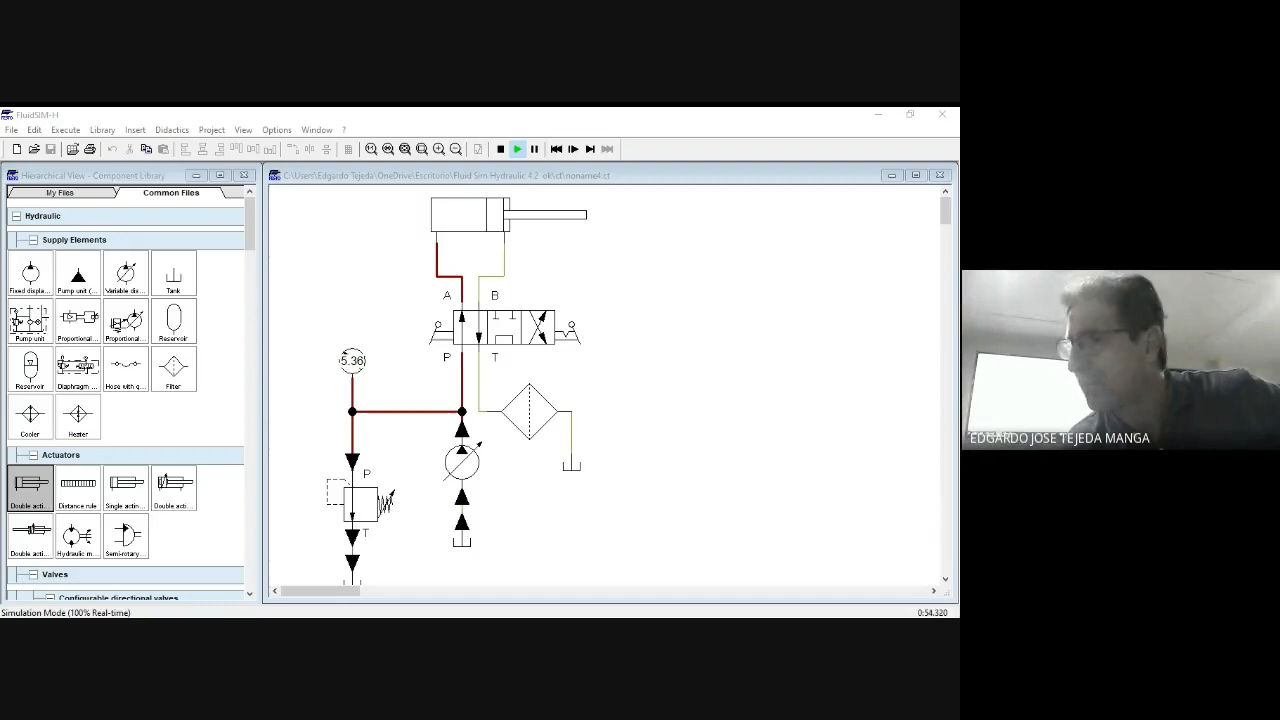 FluidSIM-H
File Edit Execute Library Insert Didactics Project View Options Window ?
Hierarchical View - Component Library
My Files Common Files
Hydraulic
Supply Elements
Fixed displa... Pump unit (... Variable dis... Tank
Pump unit Proportional... Proportional... Reservoir
Reservoir Diaphragm ... Hose with q... Filter
Cooler Heater
Actuators
Double acti... Distance rule Single actin... Double acti...
Double acti... Hydraulic m... Semi-rotary...
Valves
Configurable directional valves
C:\Users\Edgardo Tejeda\OneDrive\Escritorio\Fluid Sim Hydraulic 4.2 ok\ct\noname4.ct
A B
P T
5.36
P
T
Simulation Mode (100% Real-time)
0:54.320
EDGARDO JOSE TEJEDA MANGA